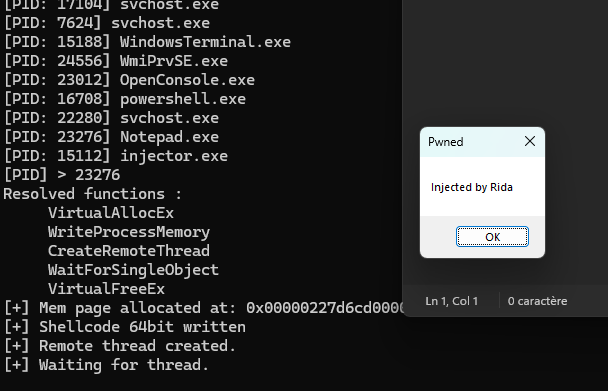 [PID: 17104] svchost.exe
[PID: 7624] svchost.exe
[PID: 15188] WindowsTerminal.exe
[PID: 24556] WmiPrvSE.exe
[PID: 23012] OpenConsole.exe
[PID: 16708] powershell.exe
[PID: 22280] svchost.exe
[PID: 23276] Notepad.exe
[PID: 15112] injector.exe
[PID] > 23276
Resolved functions :
VirtualAllocEx
WriteProcessMemory
CreateRemoteThread
WaitForSingleObject
VirtualFreeEx
[+] Mem page allocated at: 0x00000227d6cd0000
[+] Shellcode 64bit written
[+] Remote thread created.
[+] Waiting for thread.
Pwned
Injected by Rida
OK
Ln 1, Col 1
0 caractère